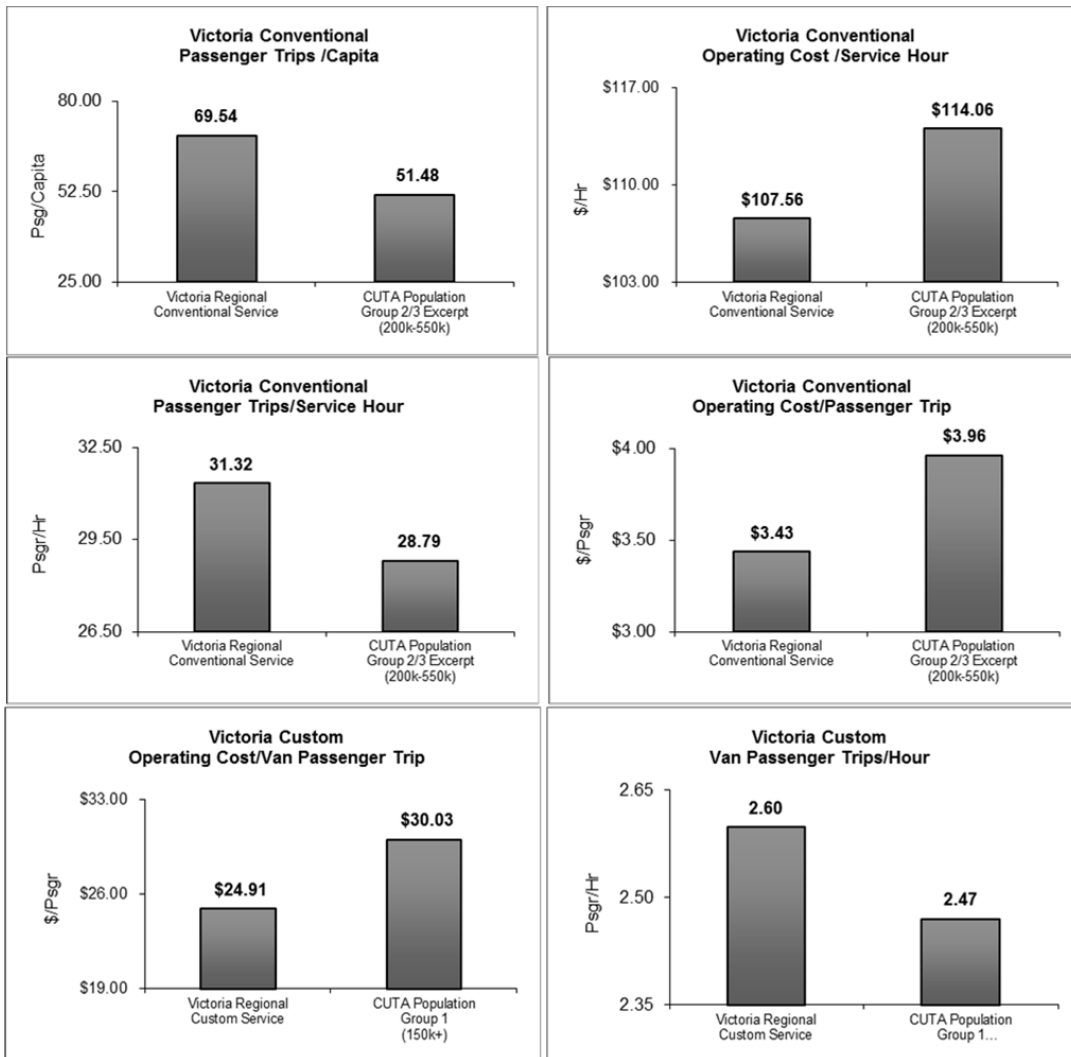 Victoria Conventional
Passenger Trips /Capita
Psg/Capita
80.00
52.50
25.00
69.54
51.48
Victoria Regional
Conventional Service
CUTA Population
Group 2/3 Excerpt
(200k-550k)
Victoria Conventional
Operating Cost /Service Hour
$/Hr
$117.00
$110.00
$103.00
$107.56
$114.06
Victoria Regional
Conventional Service
CUTA Population
Group 2/3 Excerpt
(200k-550k)
Victoria Conventional
Passenger Trips/Service Hour
Psgr/Hr
32.50
29.50
26.50
31.32
28.79
Victoria Regional
Conventional Service
CUTA Population
Group 2/3 Excerpt
(200k-550k)
Victoria Conventional
Operating Cost/Passenger Trip
$/Psgr
$4.00
$3.50
$3.00
$3.43
$3.96
Victoria Regional
Conventional Service
CUTA Population
Group 2/3 Excerpt
(200k-550k)
Victoria Custom
Operating Cost/Van Passenger Trip
$/Psgr
$33.00
$26.00
$19.00
$24.91
$30.03
Victoria Regional
Custom Service
CUTA Population
Group 1
(150k+)
Victoria Custom
Van Passenger Trips/Hour
Psgr/Hr
2.65
2.50
2.35
2.60
2.47
Victoria Regional
Custom Service
CUTA Population
Group 1...